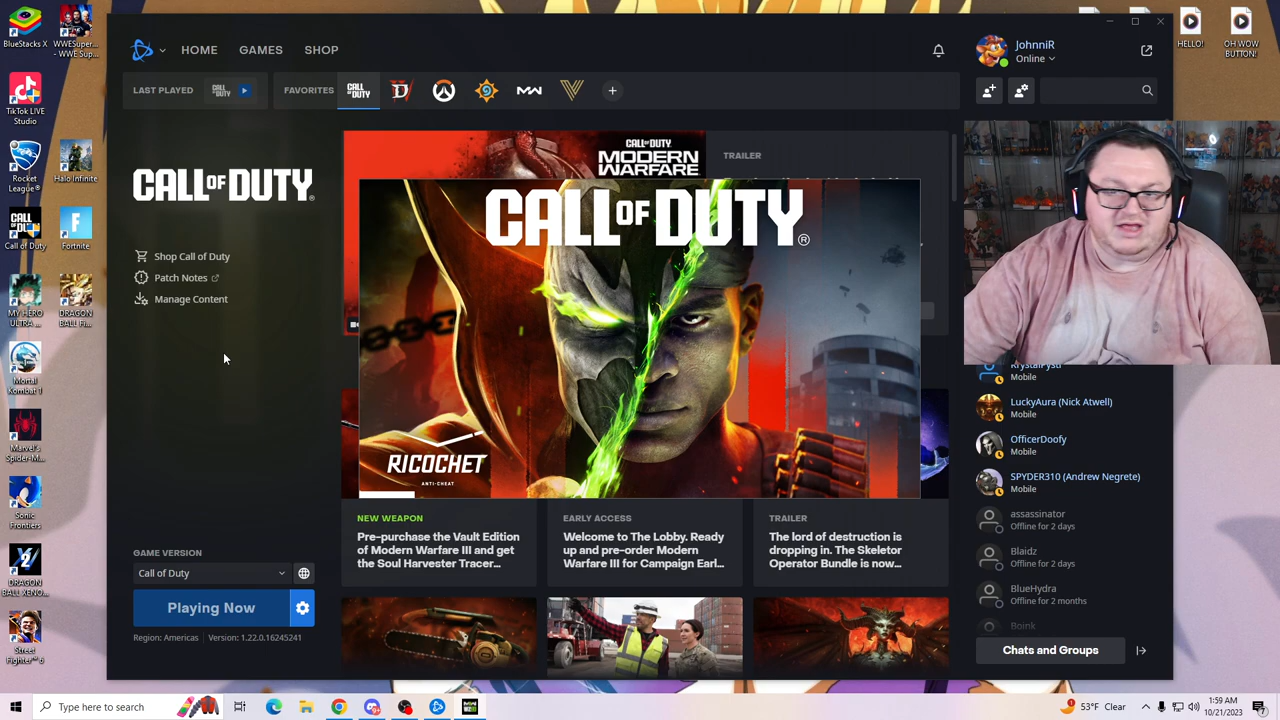 BlueStacks X
WWESuper...
- WWE Sup...
TikTok LIVE
Studio
Rocket
League®
Halo Infinite
Call of Duty
Fortnite
MY HERO
ULTRA ...
DRAGON
BALL Fi...
Mortal
Kombat 1
Marvel's
Spider-M...
Sonic
Frontiers
DRAGON
BALL XENO...
Street
Fighter™ 6
HELLO!
OH WOW
BUTTON!
HOME
GAMES
SHOP
JohnniR
Online
LAST PLAYED
CALL OF DUTY
FAVORITES
CALL OF DUTY
CALL OF DUTY®
Shop Call of Duty
Patch Notes
Manage Content
CALL OF DUTY
MODERN
WARFARE
TRAILER
CALL OF DUTY®
RICOCHET
ANTI-CHEAT
NEW WEAPON
Pre-purchase the Vault Edition
of Modern Warfare III and get
the Soul Harvester Tracer...
EARLY ACCESS
Welcome to The Lobby. Ready
up and pre-order Modern
Warfare III for Campaign Earl...
TRAILER
The lord of destruction is
dropping in. The Skeletor
Operator Bundle is now...
GAME VERSION
Call of Duty
Playing Now
Region: Americas
Version: 1.22.0.16245241
Mobile
LuckyAura (Nick Atwell)
Mobile
OfficerDoofy
Mobile
SPYDER310 (Andrew Negrete)
Mobile
assassinator
Offline for 2 days
Blaidz
Offline for 2 days
BlueHydra
Offline for 2 months
Boink
Chats and Groups
Type here to search
53°F Clear
1:59 AM
10/21/2023